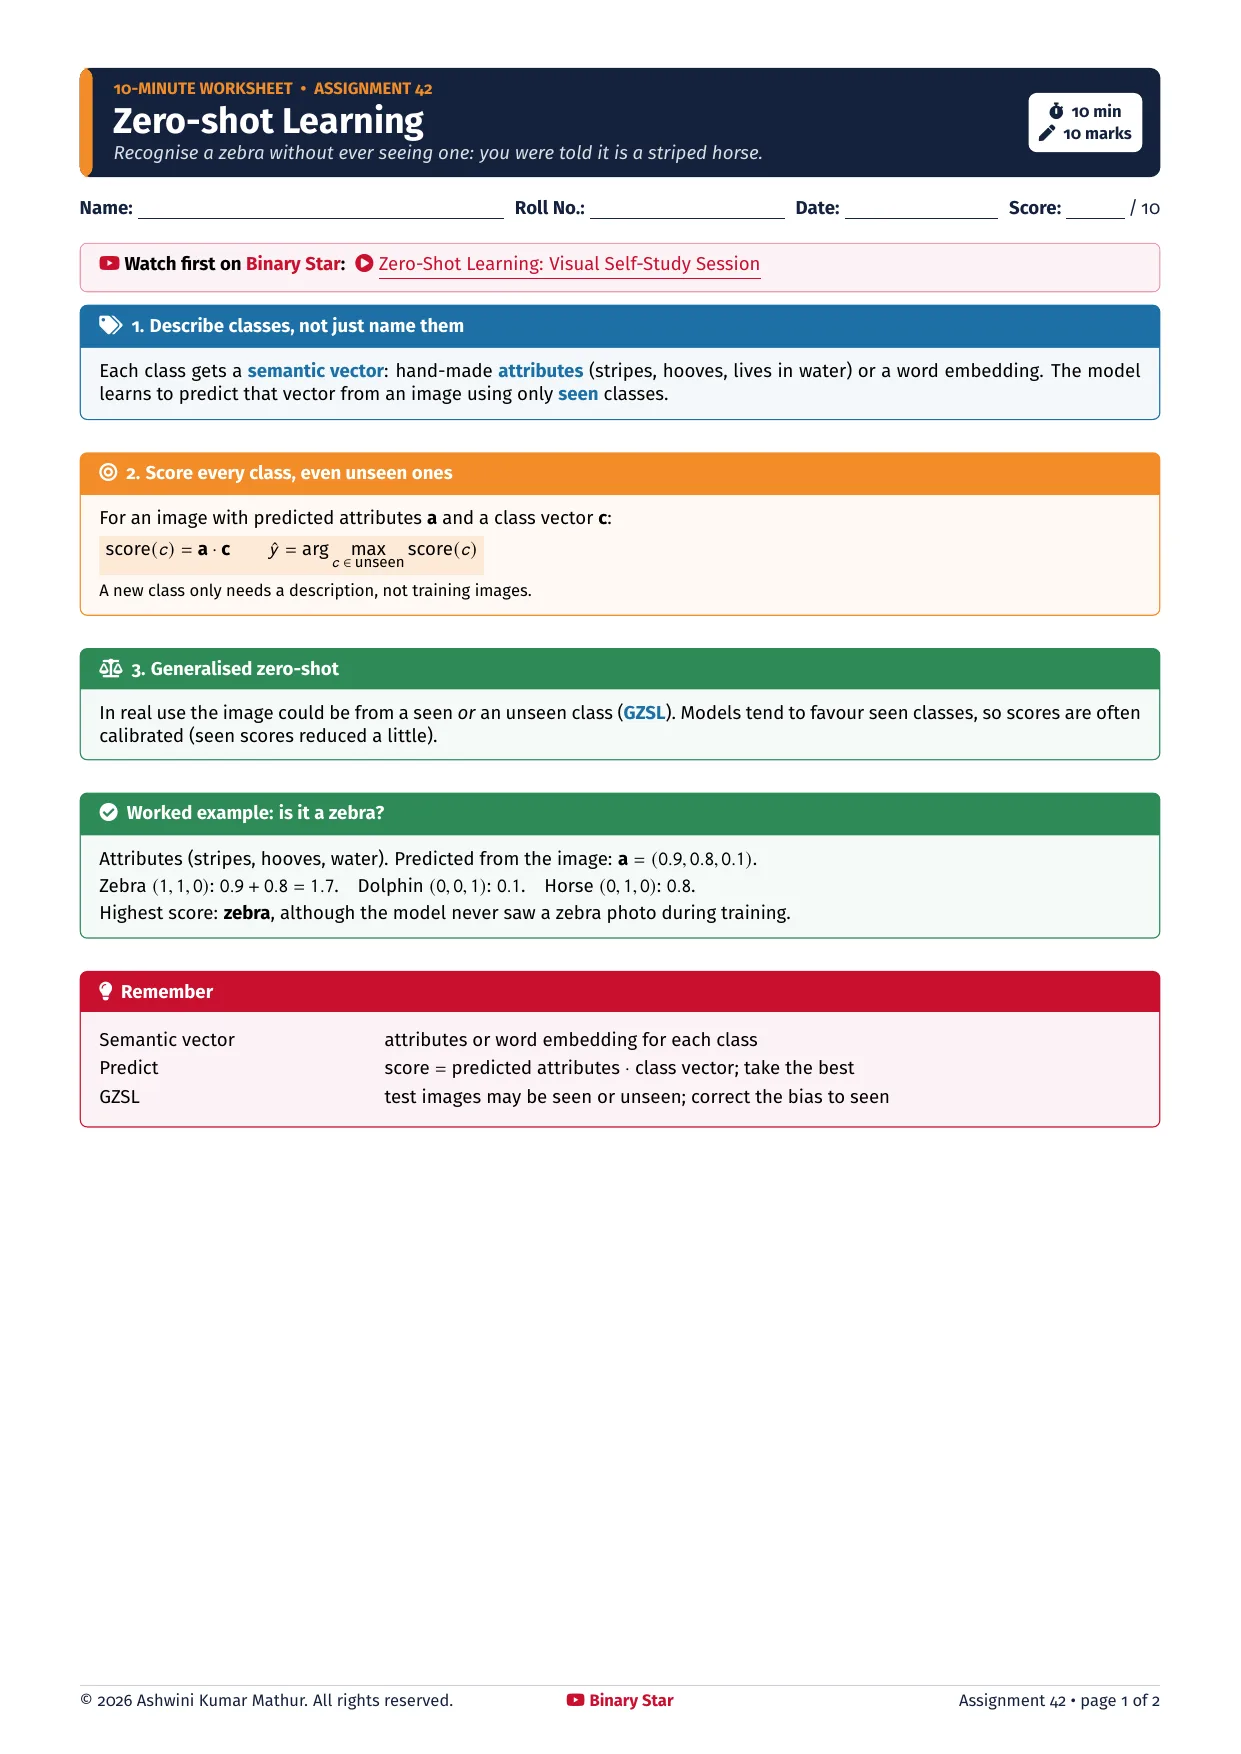 10-MINUTE WORKSHEET • ASSIGNMENT 42
Zero-shot Learning
Recognise a zebra without ever seeing one: you were told it is a striped horse.
10 min
10 marks
Name: Roll No.: Date: Score: / 10
Watch first on Binary Star: Zero-Shot Learning: Visual Self-Study Session
1. Describe classes, not just name them
Each class gets a semantic vector: hand-made attributes (stripes, hooves, lives in water) or a word embedding. The model
learns to predict that vector from an image using only seen classes.
2. Score every class, even unseen ones
For an image with predicted attributes a and a class vector c:
score(c) = a · c ŷ = arg max c ∈ unseen score(c)
A new class only needs a description, not training images.
3. Generalised zero-shot
In real use the image could be from a seen or an unseen class (GZSL). Models tend to favour seen classes, so scores are often
calibrated (seen scores reduced a little).
Worked example: is it a zebra?
Attributes (stripes, hooves, water). Predicted from the image: a = (0.9, 0.8, 0.1).
Zebra (1, 1, 0): 0.9 + 0.8 = 1.7. Dolphin (0, 0, 1): 0.1. Horse (0, 1, 0): 0.8.
Highest score: zebra, although the model never saw a zebra photo during training.
Remember
Semantic vector attributes or word embedding for each class
Predict score = predicted attributes · class vector; take the best
GZSL test images may be seen or unseen; correct the bias to seen
© 2026 Ashwini Kumar Mathur. All rights reserved. Binary Star Assignment 42 • page 1 of 2